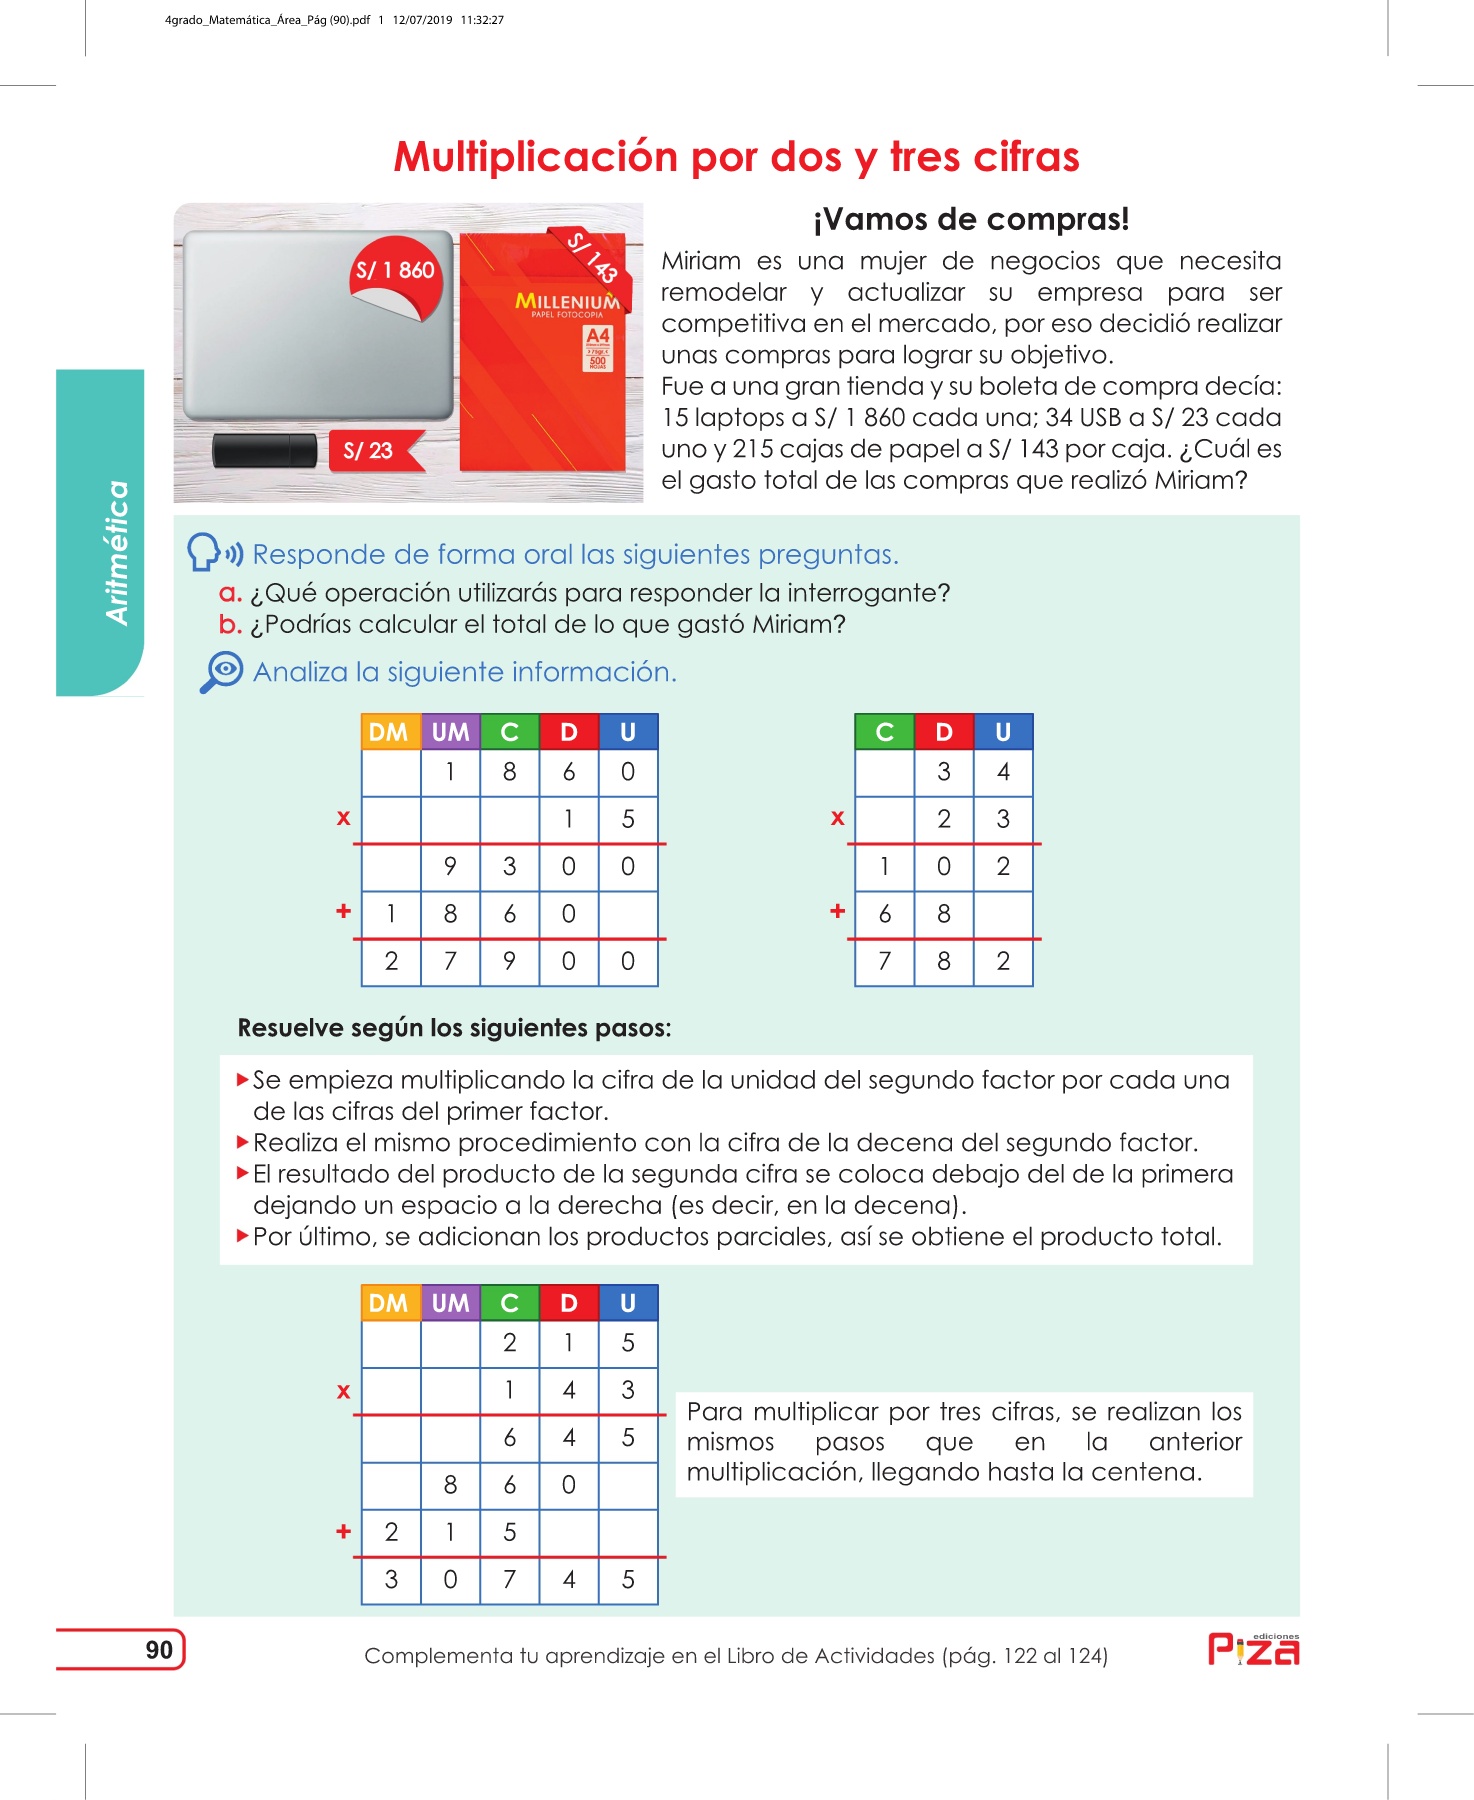 4grado_Matemática_Área_Pág (90).pdf 1 12/07/2019 11:32:27
Multiplicación por dos y tres cifras
S/ 1 860
S/ 143
MILLENIUM
PAPEL FOTOCOPIA
A4
500
HOJAS
S/ 23
¡Vamos de compras!
Miriam es una mujer de negocios que necesita
remodelar y actualizar su empresa para ser
competitiva en el mercado, por eso decidió realizar
unas compras para lograr su objetivo.
Fue a una gran tienda y su boleta de compra decía:
15 laptops a S/ 1 860 cada una; 34 USB a S/ 23 cada
uno y 215 cajas de papel a S/ 143 por caja. ¿Cuál es
el gasto total de las compras que realizó Miriam?
Aritmética
Responde de forma oral las siguientes preguntas.
a. ¿Qué operación utilizarás para responder la interrogante?
b. ¿Podrías calcular el total de lo que gastó Miriam?
Analiza la siguiente información.
DM UM C D U
1 8 6 0
x 1 5
9 3 0 0
+ 1 8 6 0
2 7 9 0 0
C D U
3 4
x 2 3
1 0 2
+ 6 8
7 8 2
Resuelve según los siguientes pasos:
Se empieza multiplicando la cifra de la unidad del segundo factor por cada una
de las cifras del primer factor.
Realiza el mismo procedimiento con la cifra de la decena del segundo factor.
El resultado del producto de la segunda cifra se coloca debajo del de la primera
dejando un espacio a la derecha (es decir, en la decena).
Por último, se adicionan los productos parciales, así se obtiene el producto total.
DM UM C D U
2 1 5
x 1 4 3
6 4 5
8 6 0
+ 2 1 5
3 0 7 4 5
Para multiplicar por tres cifras, se realizan los
mismos pasos que en la anterior
multiplicación, llegando hasta la centena.
90
Complementa tu aprendizaje en el Libro de Actividades (pág. 122 al 124)
ediciones
Piza